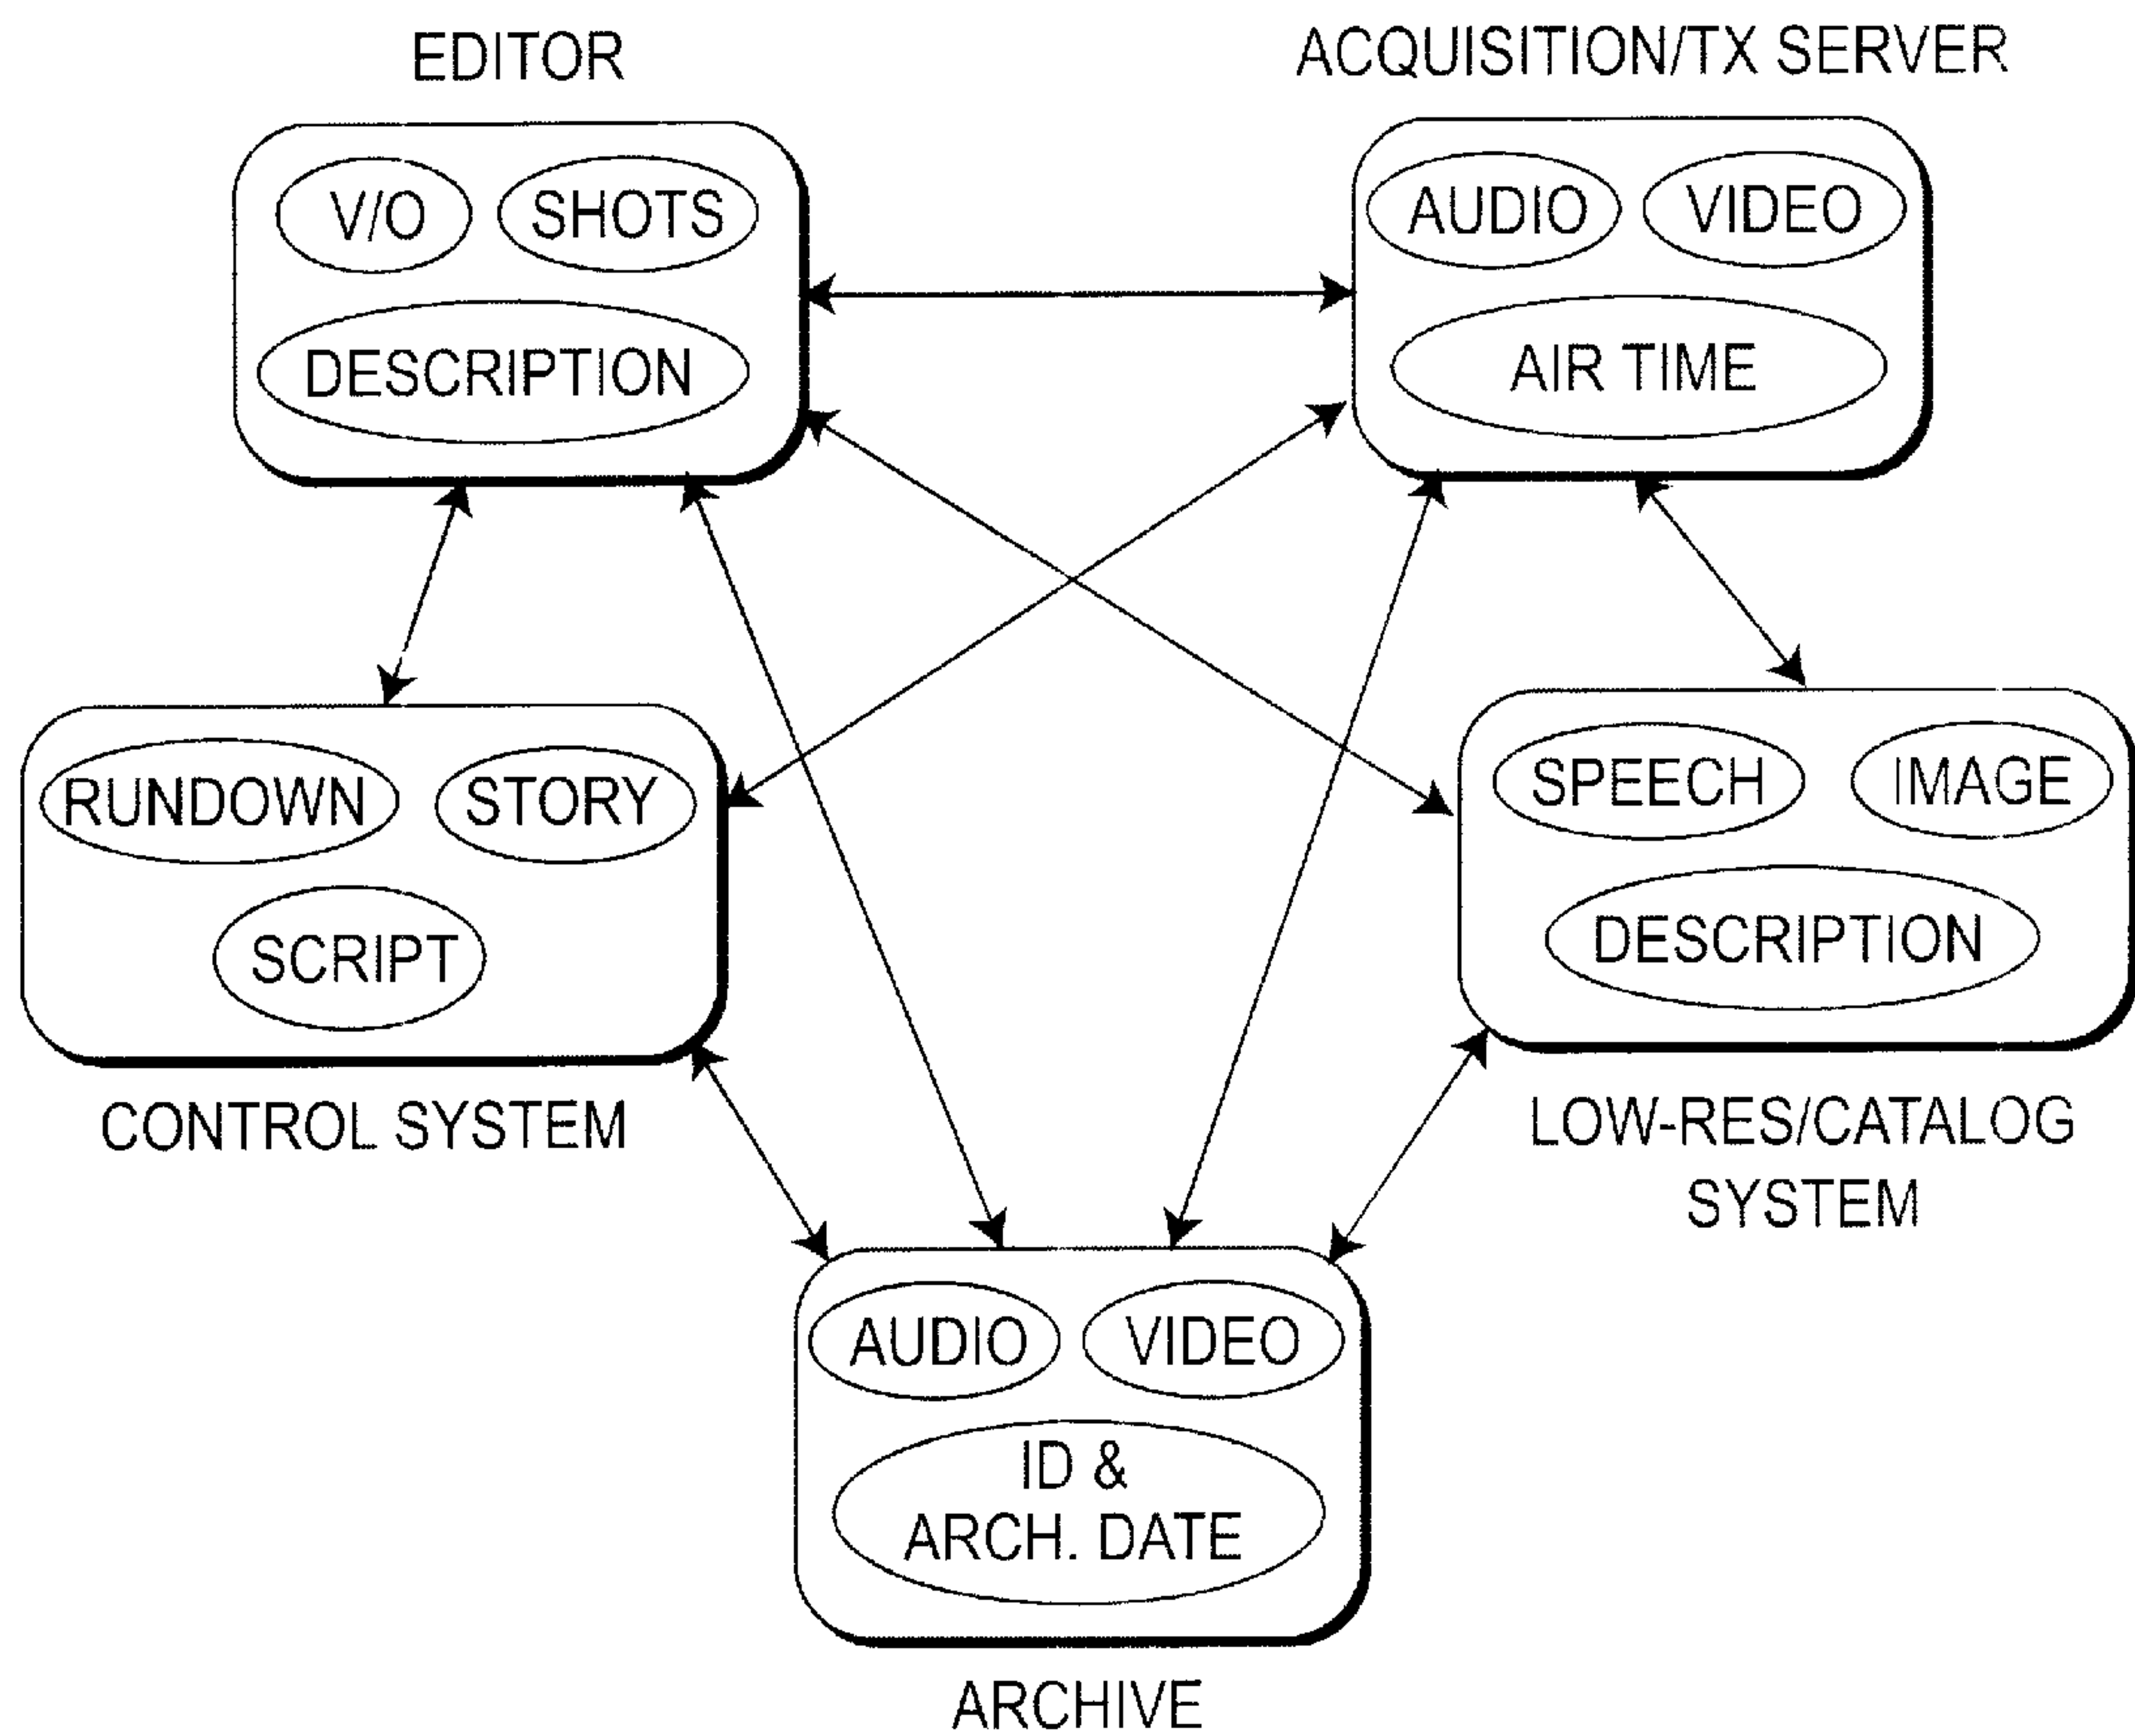 EDITOR
ACQUISITION/TX SERVER
V/O
SHOTS
DESCRIPTION
AUDIO
VIDEO
AIR TIME
RUNDOWN
STORY
SCRIPT
CONTROL SYSTEM
SPEECH
IMAGE
DESCRIPTION
LOW-RES/CATALOG
SYSTEM
AUDIO
VIDEO
ID &
ARCH. DATE
ARCHIVE